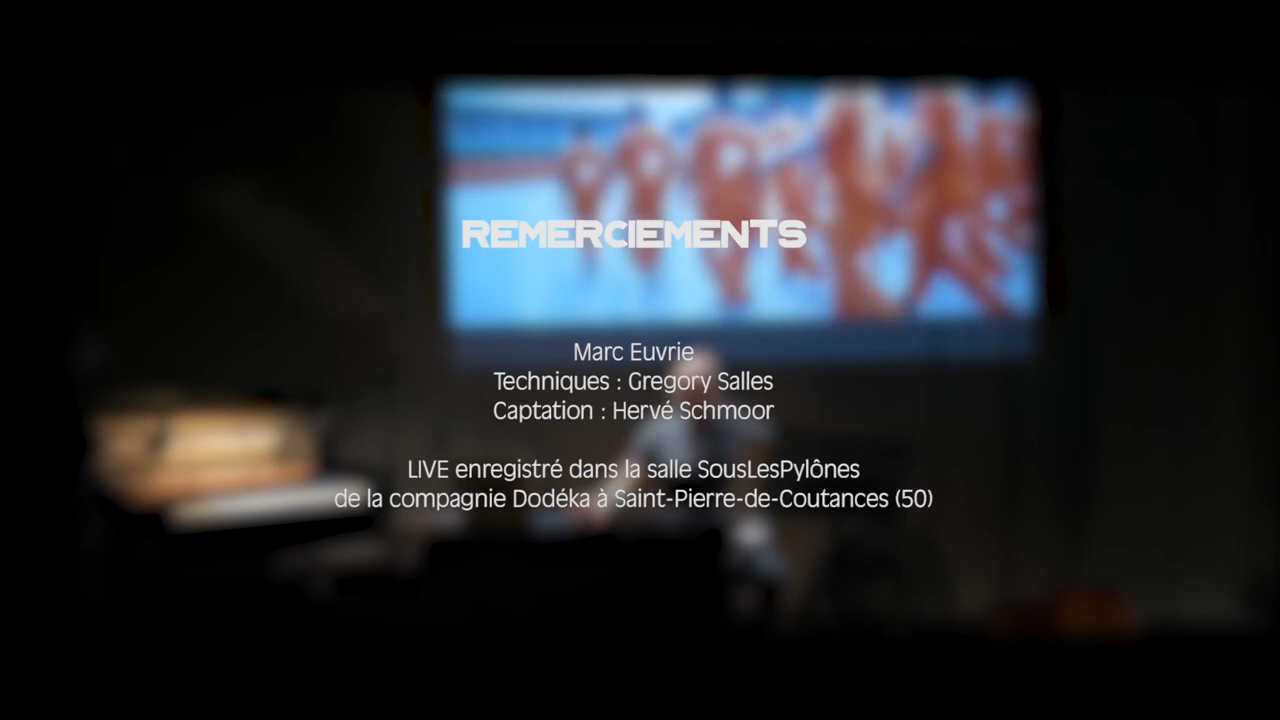 REMERCIEMENTS
Marc Euvrie
Techniques : Gregory Salles
Captation : Hervé Schmoor
LIVE enregistré dans la salle SousLesPylônes
de la compagnie Dodéka à Saint-Pierre-de-Coutances (50)